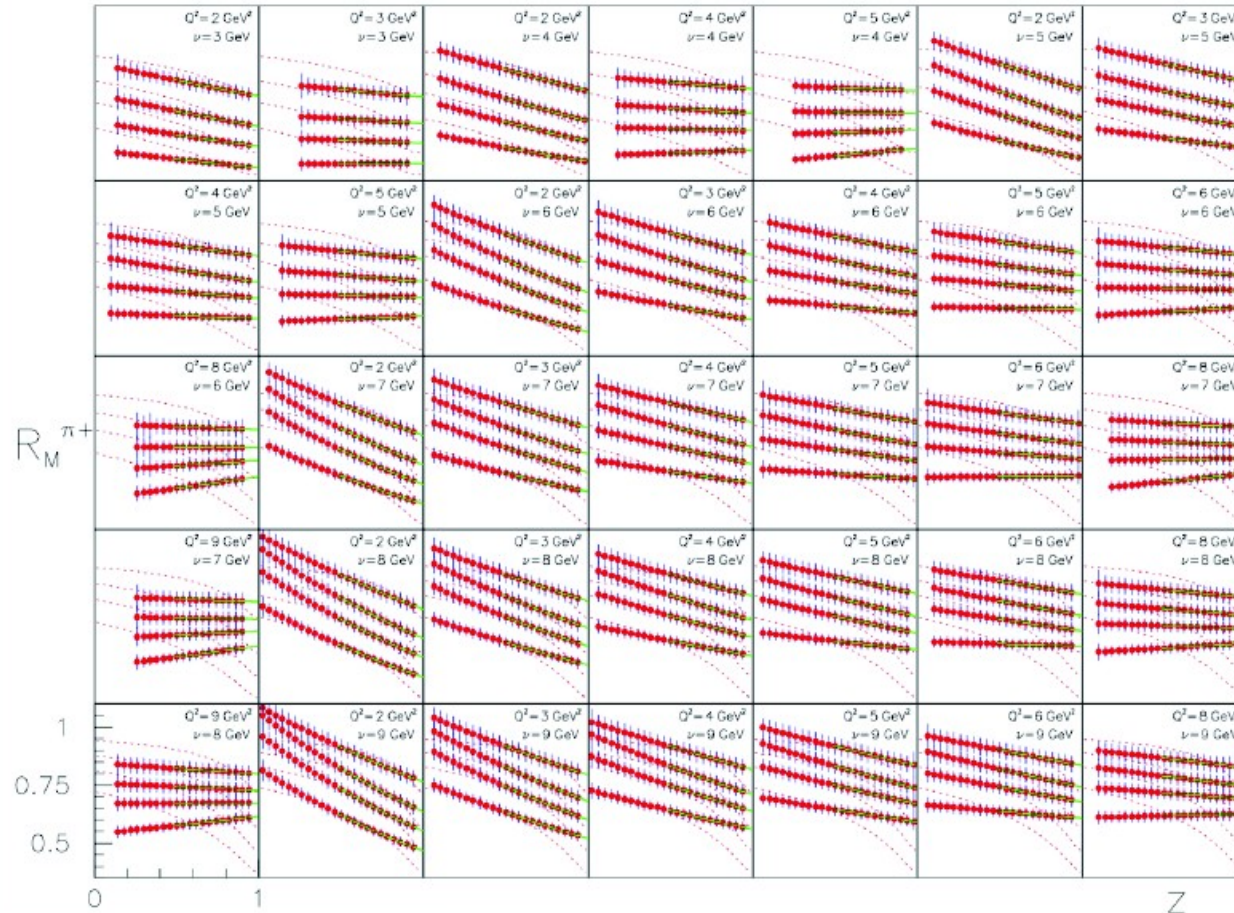 Q² = 2 GeV²
ν = 3 GeV
Q² = 3 GeV²
ν = 3 GeV
Q² = 2 GeV²
ν = 4 GeV
Q² = 4 GeV²
ν = 4 GeV
Q² = 5 GeV²
ν = 4 GeV
Q² = 2 GeV²
ν = 5 GeV
Q² = 3 GeV²
ν = 5 GeV
Q² = 4 GeV²
ν = 5 GeV
Q² = 5 GeV²
ν = 5 GeV
Q² = 2 GeV²
ν = 6 GeV
Q² = 3 GeV²
ν = 6 GeV
Q² = 4 GeV²
ν = 6 GeV
Q² = 5 GeV²
ν = 6 GeV
Q² = 6 GeV²
ν = 6 GeV
Q² = 8 GeV²
ν = 6 GeV
Q² = 2 GeV²
ν = 7 GeV
Q² = 3 GeV²
ν = 7 GeV
Q² = 4 GeV²
ν = 7 GeV
Q² = 5 GeV²
ν = 7 GeV
Q² = 6 GeV²
ν = 7 GeV
Q² = 8 GeV²
ν = 7 GeV
R_M^π+
Q² = 9 GeV²
ν = 7 GeV
Q² = 2 GeV²
ν = 8 GeV
Q² = 3 GeV²
ν = 8 GeV
Q² = 4 GeV²
ν = 8 GeV
Q² = 5 GeV²
ν = 8 GeV
Q² = 6 GeV²
ν = 8 GeV
Q² = 8 GeV²
ν = 8 GeV
Q² = 9 GeV²
ν = 8 GeV
Q² = 2 GeV²
ν = 9 GeV
Q² = 3 GeV²
ν = 9 GeV
Q² = 4 GeV²
ν = 9 GeV
Q² = 5 GeV²
ν = 9 GeV
Q² = 6 GeV²
ν = 9 GeV
Q² = 8 GeV²
ν = 9 GeV
1
0.75
0.5
0 1 Z